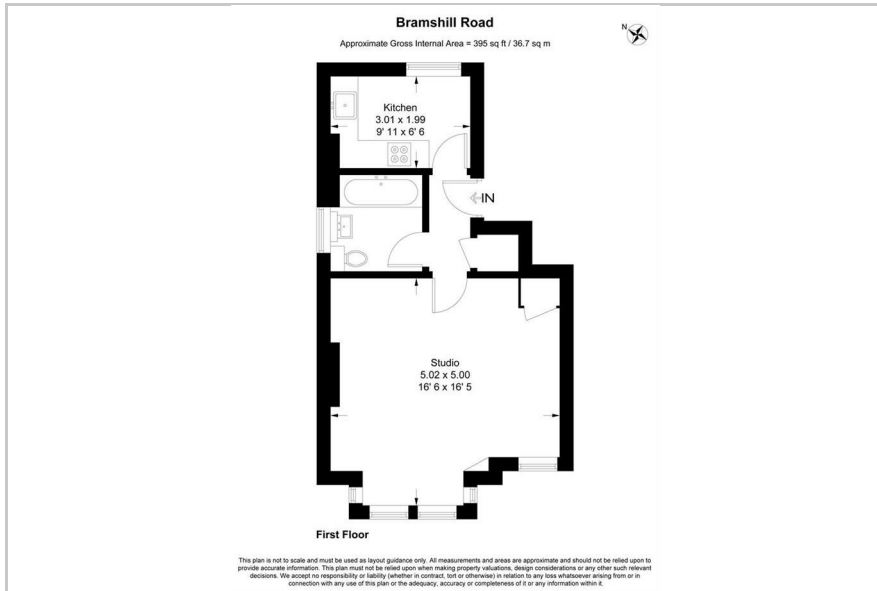 Bramshill Road
Approximate Gross Internal Area = 395 sq ft / 36.7 sq m
N
Kitchen
3.01 x 1.99
9' 11 x 6' 6
IN
Studio
5.02 x 5.00
16' 6 x 16' 5
First Floor
This plan is not to scale and must be used as layout guidance only. All measurements and areas are approximate and should not be relied upon to
provide accurate information. This plan must not be relied upon when making property valuations, design considerations or any other such relevant
decisions. We accept no responsibility or liability (whether in contract, tort or otherwise) in relation to any loss whatsoever arising from or in
connection with any use of this plan or the adequacy, accuracy or completeness of it or any information within it.